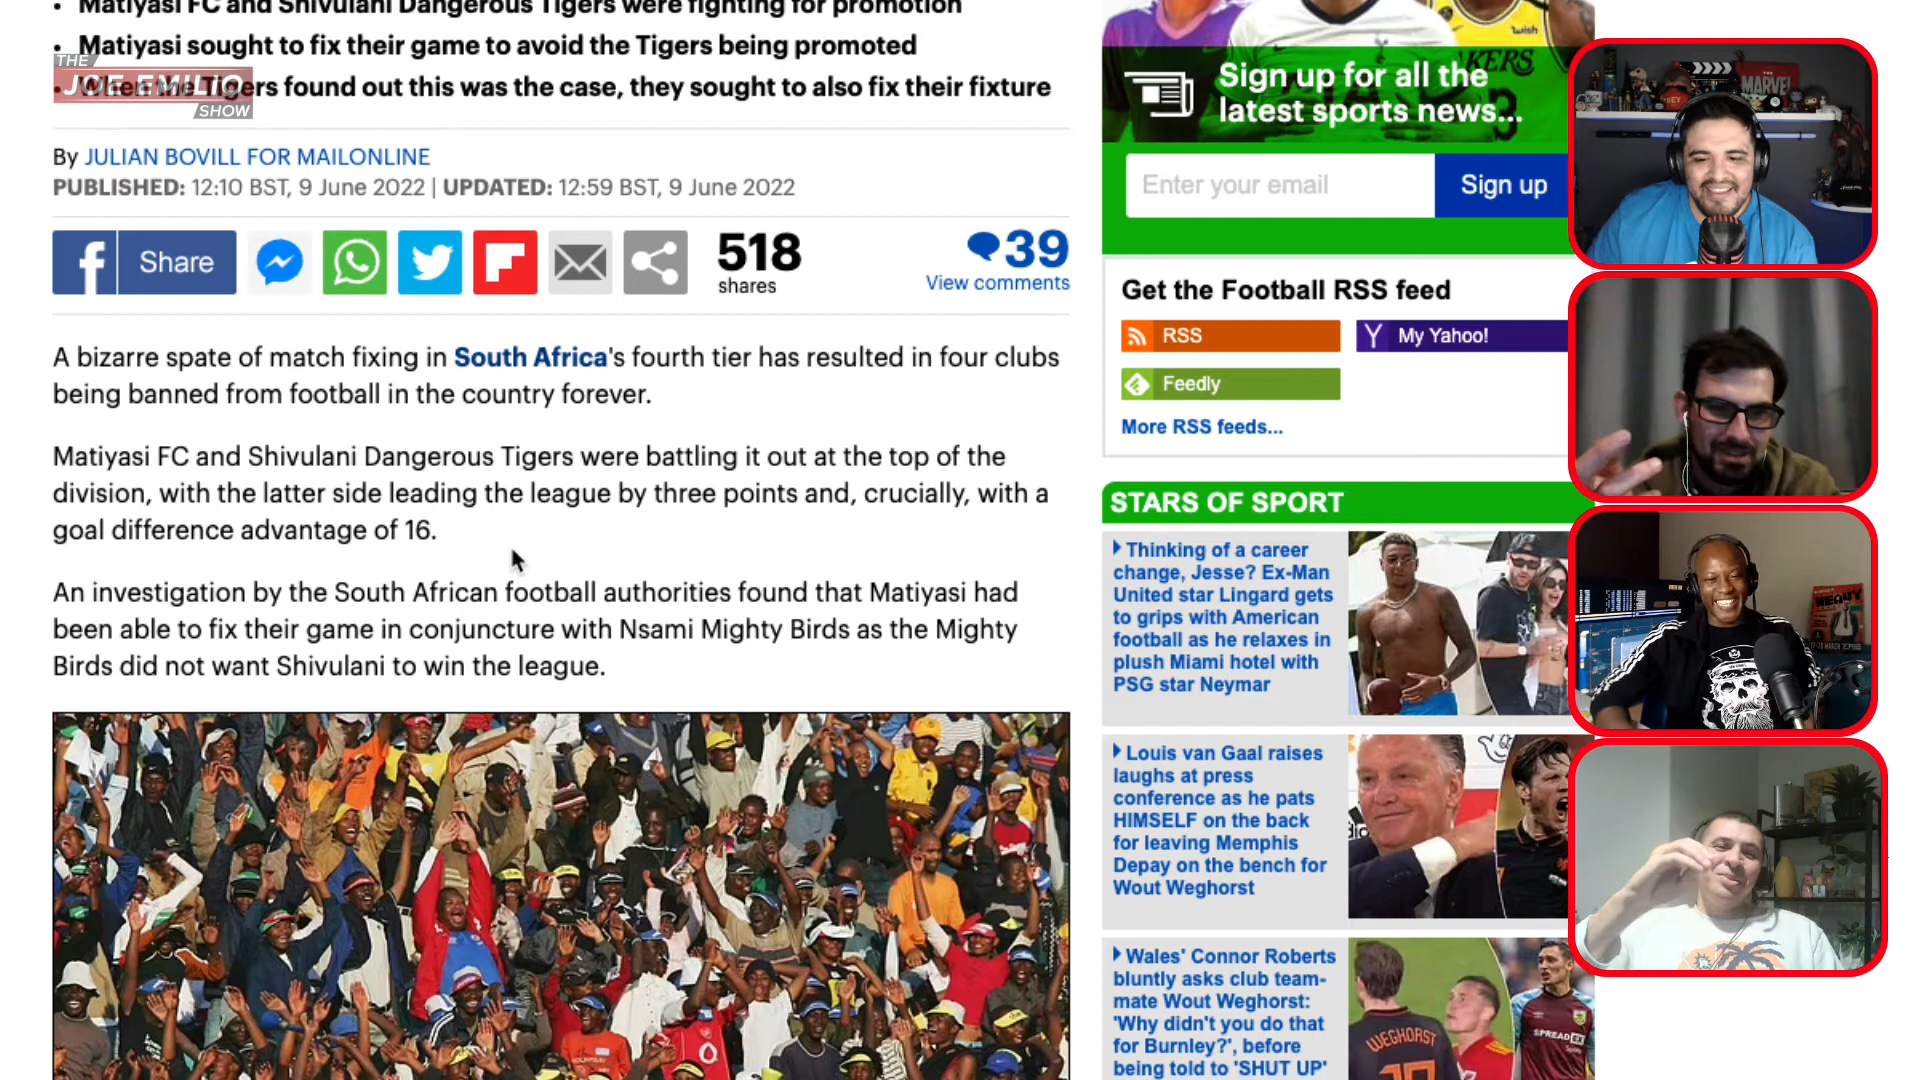 • Matiyasi FC and Shivulani Dangerous Tigers were fighting for promotion
• Matiyasi sought to fix their game to avoid the Tigers being promoted
• When the Tigers found out this was the case, they sought to also fix their fixture
THE
JOE EMILIO
SHOW
By JULIAN BOVILL FOR MAILONLINE
PUBLISHED: 12:10 BST, 9 June 2022 | UPDATED: 12:59 BST, 9 June 2022
Share
518
shares
39
View comments
A bizarre spate of match fixing in South Africa's fourth tier has resulted in four clubs
being banned from football in the country forever.
Matiyasi FC and Shivulani Dangerous Tigers were battling it out at the top of the
division, with the latter side leading the league by three points and, crucially, with a
goal difference advantage of 16.
An investigation by the South African football authorities found that Matiyasi had
been able to fix their game in conjuncture with Nsami Mighty Birds as the Mighty
Birds did not want Shivulani to win the league.
wish
KERS
3
Sign up for all the
latest sports news...
Enter your email
Sign up
Get the Football RSS feed
RSS
My Yahoo!
Feedly
More RSS feeds...
STARS OF SPORT
Thinking of a career
change, Jesse? Ex-Man
United star Lingard gets
to grips with American
football as he relaxes in
plush Miami hotel with
PSG star Neymar
Louis van Gaal raises
laughs at press
conference as he pats
HIMSELF on the back
for leaving Memphis
Depay on the bench for
Wout Weghorst
Wales' Connor Roberts
bluntly asks club team-
mate Wout Weghorst:
'Why didn't you do that
for Burnley?', before
being told to 'SHUT UP'
WEGHORST
10
SPREADEX
MARVEL
HEAVY